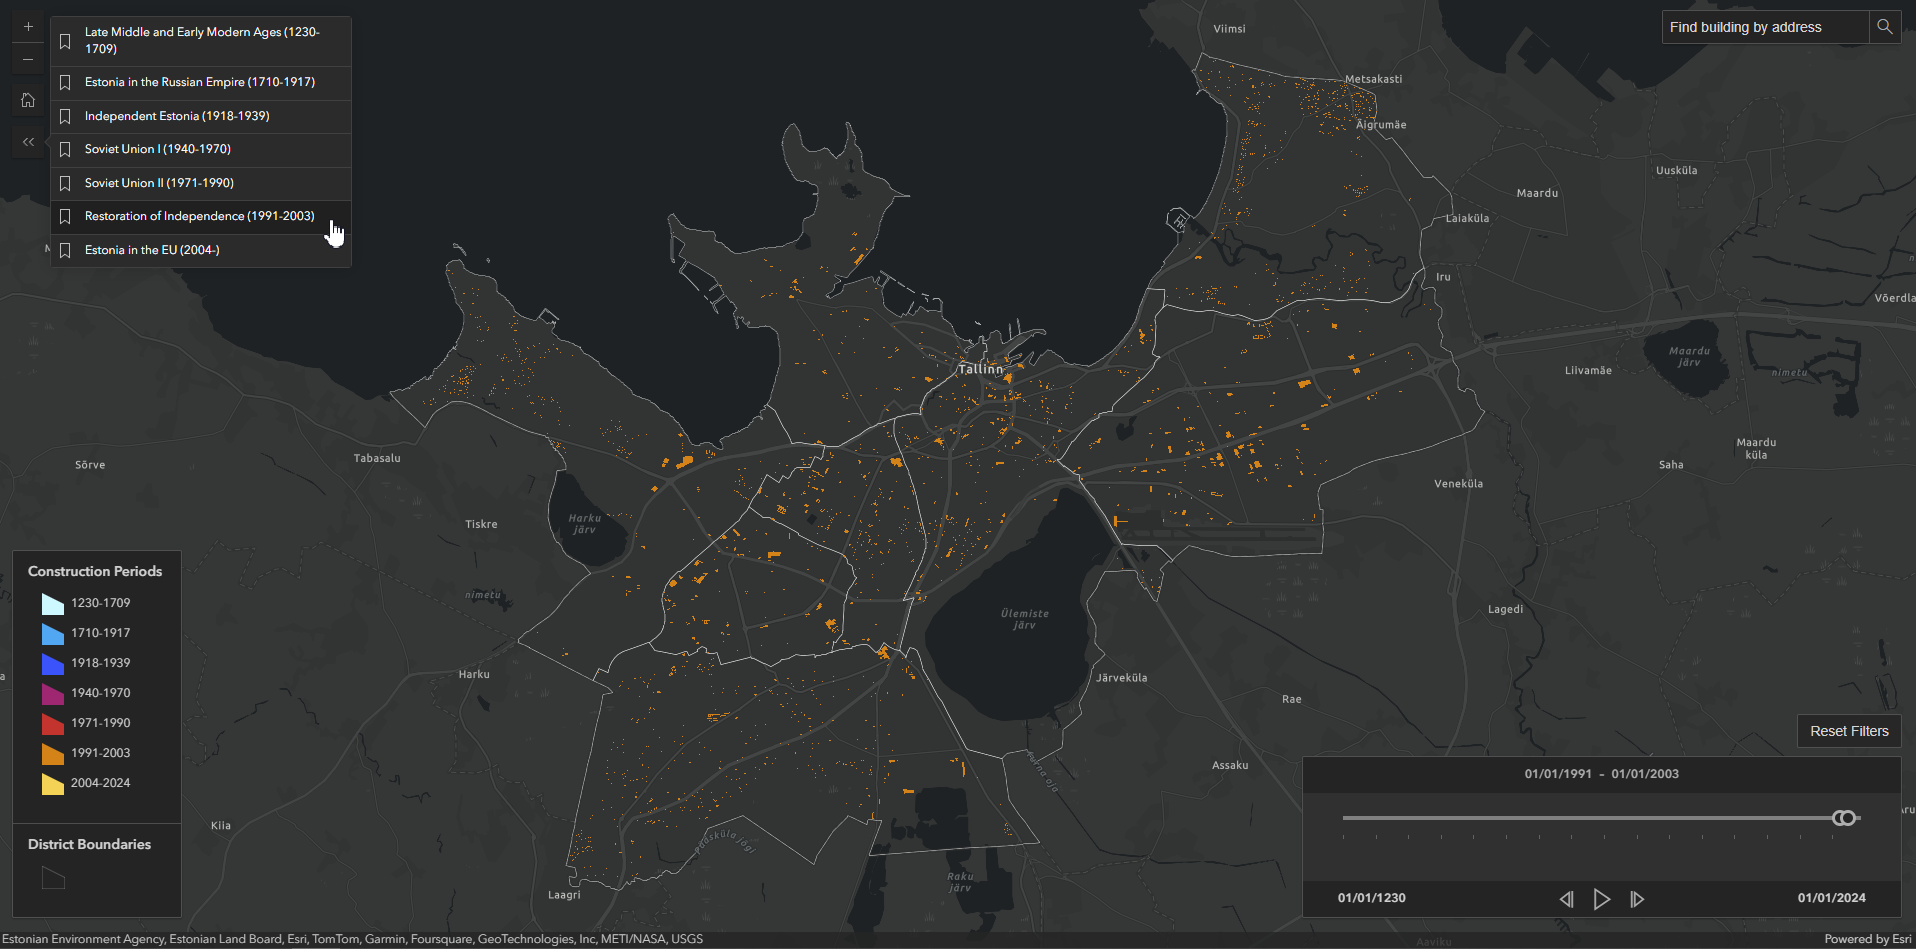 Late Middle and Early Modern Ages (1230-
1709)
Estonia in the Russian Empire (1710-1917)
Independent Estonia (1918-1939)
Soviet Union I (1940-1970)
Soviet Union II (1971-1990)
Restoration of Independence (1991-2003)
Estonia in the EU (2004-)
Find building by address
Viimsi
Metsakasti
Äigrumäe
Uusküla
Maardu
Laiaküla
Iru
Võerdla
Tallinn
Maardu
järv
Liivamäe
nimetu
Maardu
küla
Sõrve
Tabasalu
Saha
Veneküla
Tiskre
Harku
järv
nimetu
Ülemiste
järv
Lagedi
Harku
Järveküla
Rae
Assaku
Kurna oja
Kiia
Pääsküla jõgi
Laagri
Raku
järv
Aaviku
Construction Periods
1230-1709
1710-1917
1918-1939
1940-1970
1971-1990
1991-2003
2004-2024
District Boundaries
Reset Filters
01/01/1991 - 01/01/2003
01/01/1230
01/01/2024
Estonian Environment Agency, Estonian Land Board, Esri, TomTom, Garmin, Foursquare, GeoTechnologies, Inc, METI/NASA, USGS
Powered by Esri